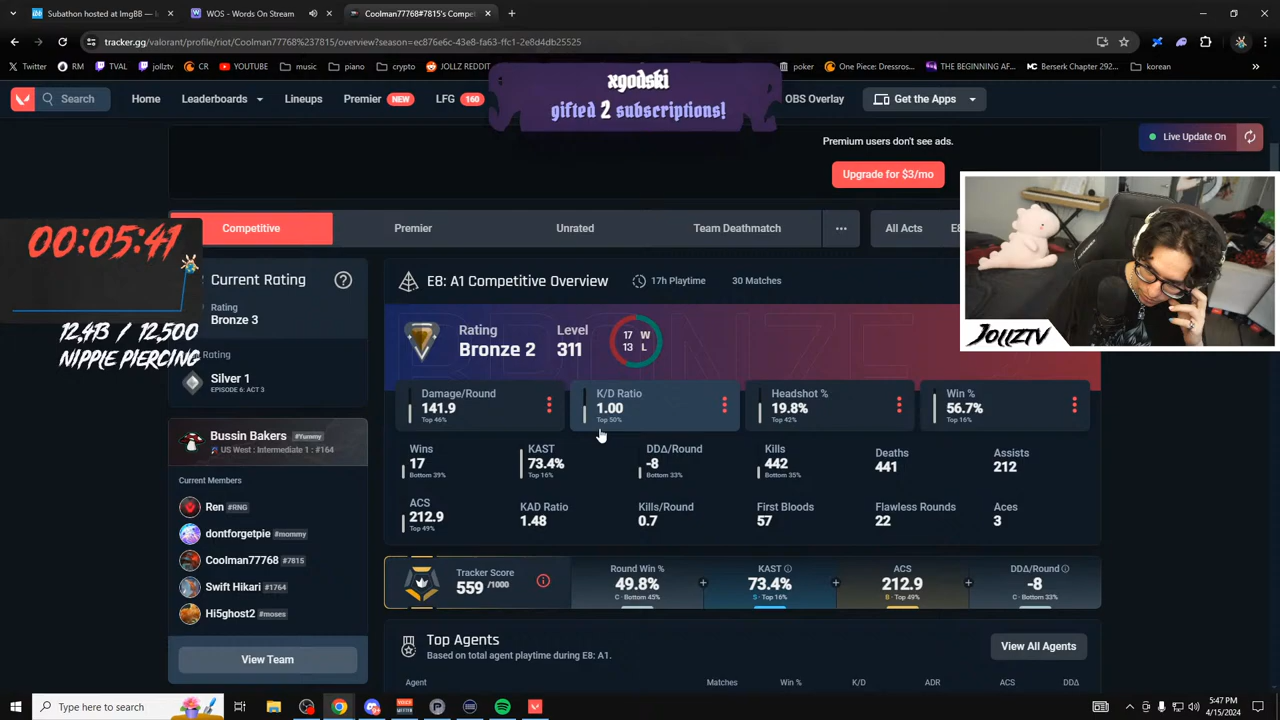 Subathon hosted at ImgBB —
WOS - Words On Stream
Coolman77768#7815's Compet
tracker.gg/valorant/profile/riot/Coolman77768%237815/overview?season=ec876e6c-43e8-fa63-ffc1-2e8d4db25525
Twitter
RM
TVAL
jollztv
CR
YOUTUBE
music
piano
crypto
JOLLZ REDDIT
poker
One Piece: Dressros...
THE BEGINNING AF...
Berserk Chapter 292...
korean
xgodski
gifted 2 subscriptions!
Search
Home
Leaderboards
Lineups
Premier NEW
LFG 160
OBS Overlay
Get the Apps
Premium users don't see ads.
Upgrade for $3/mo
Live Update On
Competitive
Premier
Unrated
Team Deathmatch
All Acts
00:05:41
12,413 / 12,500
NIPPIE PIERCING
Current Rating
Rating
Bronze 3
Rating
Silver 1
EPISODE 6: ACT 3
E8: A1 Competitive Overview
17h Playtime
30 Matches
BRONZE
Rating
Bronze 2
Level
311
17 W
13 L
JOLLZTV
Damage/Round
141.9
Top 46%
K/D Ratio
1.00
Top 50%
Headshot %
19.8%
Top 42%
Win %
56.7%
Top 16%
Wins
17
Bottom 39%
KAST
73.4%
Top 16%
DDΔ/Round
-8
Bottom 33%
Kills
442
Bottom 35%
Deaths
441
Assists
212
ACS
212.9
Top 49%
KAD Ratio
1.48
Kills/Round
0.7
First Bloods
57
Flawless Rounds
22
Aces
3
Bussin Bakers #Yummy
US West : Intermediate 1 : #164
Current Members
Ren #RNG
dontforgetpie #mommy
Coolman77768 #7815
Swift Hikari #1764
Hi5ghost2 #moses
View Team
Tracker Score
559 /1000
Round Win %
49.8%
C · Bottom 45%
KAST
73.4%
S · Top 16%
ACS
212.9
B · Top 49%
DDΔ/Round
-8
C · Bottom 33%
Top Agents
Based on total agent playtime during E8: A1.
View All Agents
Agent
Matches
Win %
K/D
ADR
ACS
DDΔ
Type here to search
5:47 PM
4/15/2024